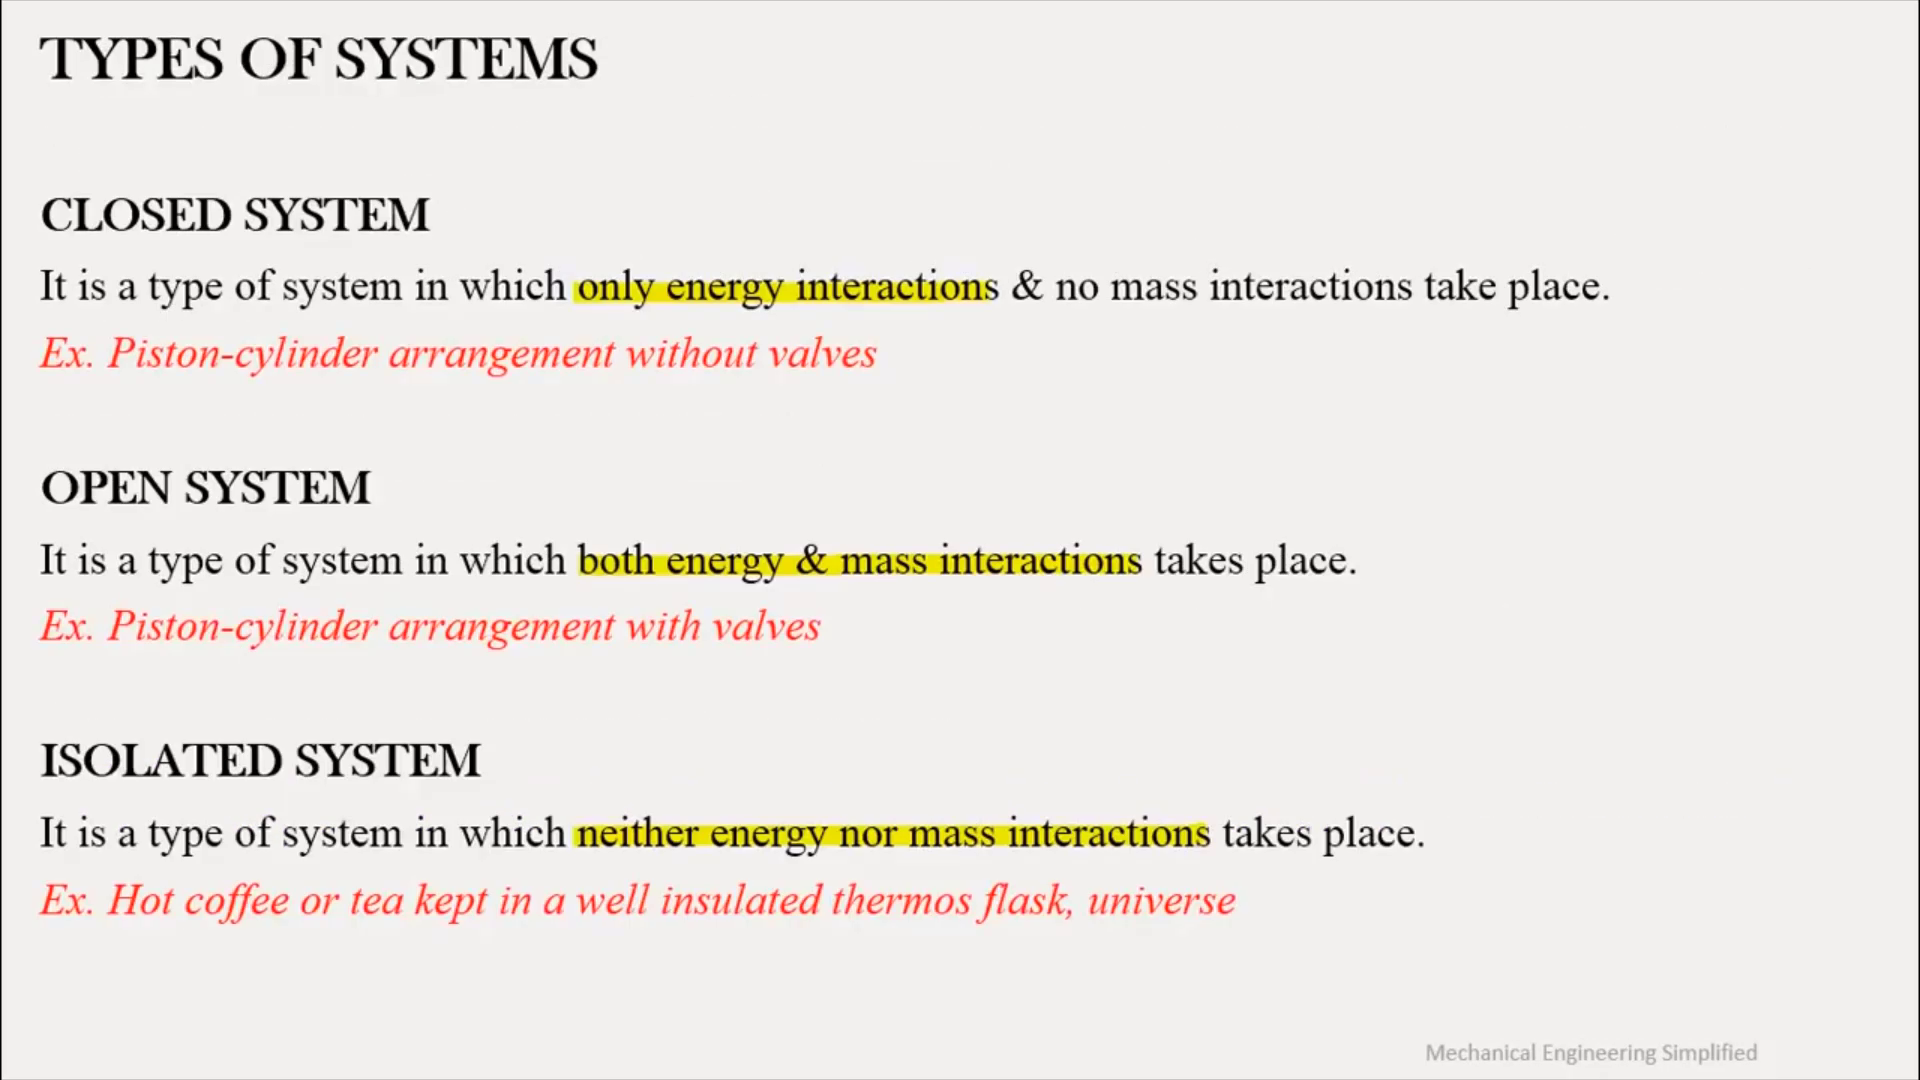 TYPES OF SYSTEMS
CLOSED SYSTEM
It is a type of system in which only energy interactions & no mass interactions take place.
Ex. Piston-cylinder arrangement without valves
OPEN SYSTEM
It is a type of system in which both energy & mass interactions takes place.
Ex. Piston-cylinder arrangement with valves
ISOLATED SYSTEM
It is a type of system in which neither energy nor mass interactions takes place.
Ex. Hot coffee or tea kept in a well insulated thermos flask, universe
Mechanical Engineering Simplified